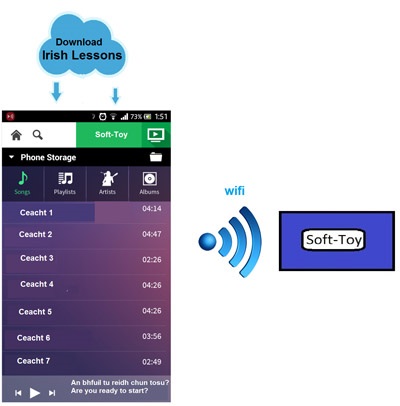 Download
Irish Lessons
73% 1:51
Soft-Toy
Phone Storage
Songs Playlists Artists Albums
Ceacht 1 04:14
Ceacht 2 04:47
Ceacht 3 02:26
Ceacht 4 04:26
Ceacht 5 04:26
Ceacht 6 03:56
Ceacht 7 02:49
An bhfuil tu reidh chun tosu?
Are you ready to start?
wifi
Soft-Toy